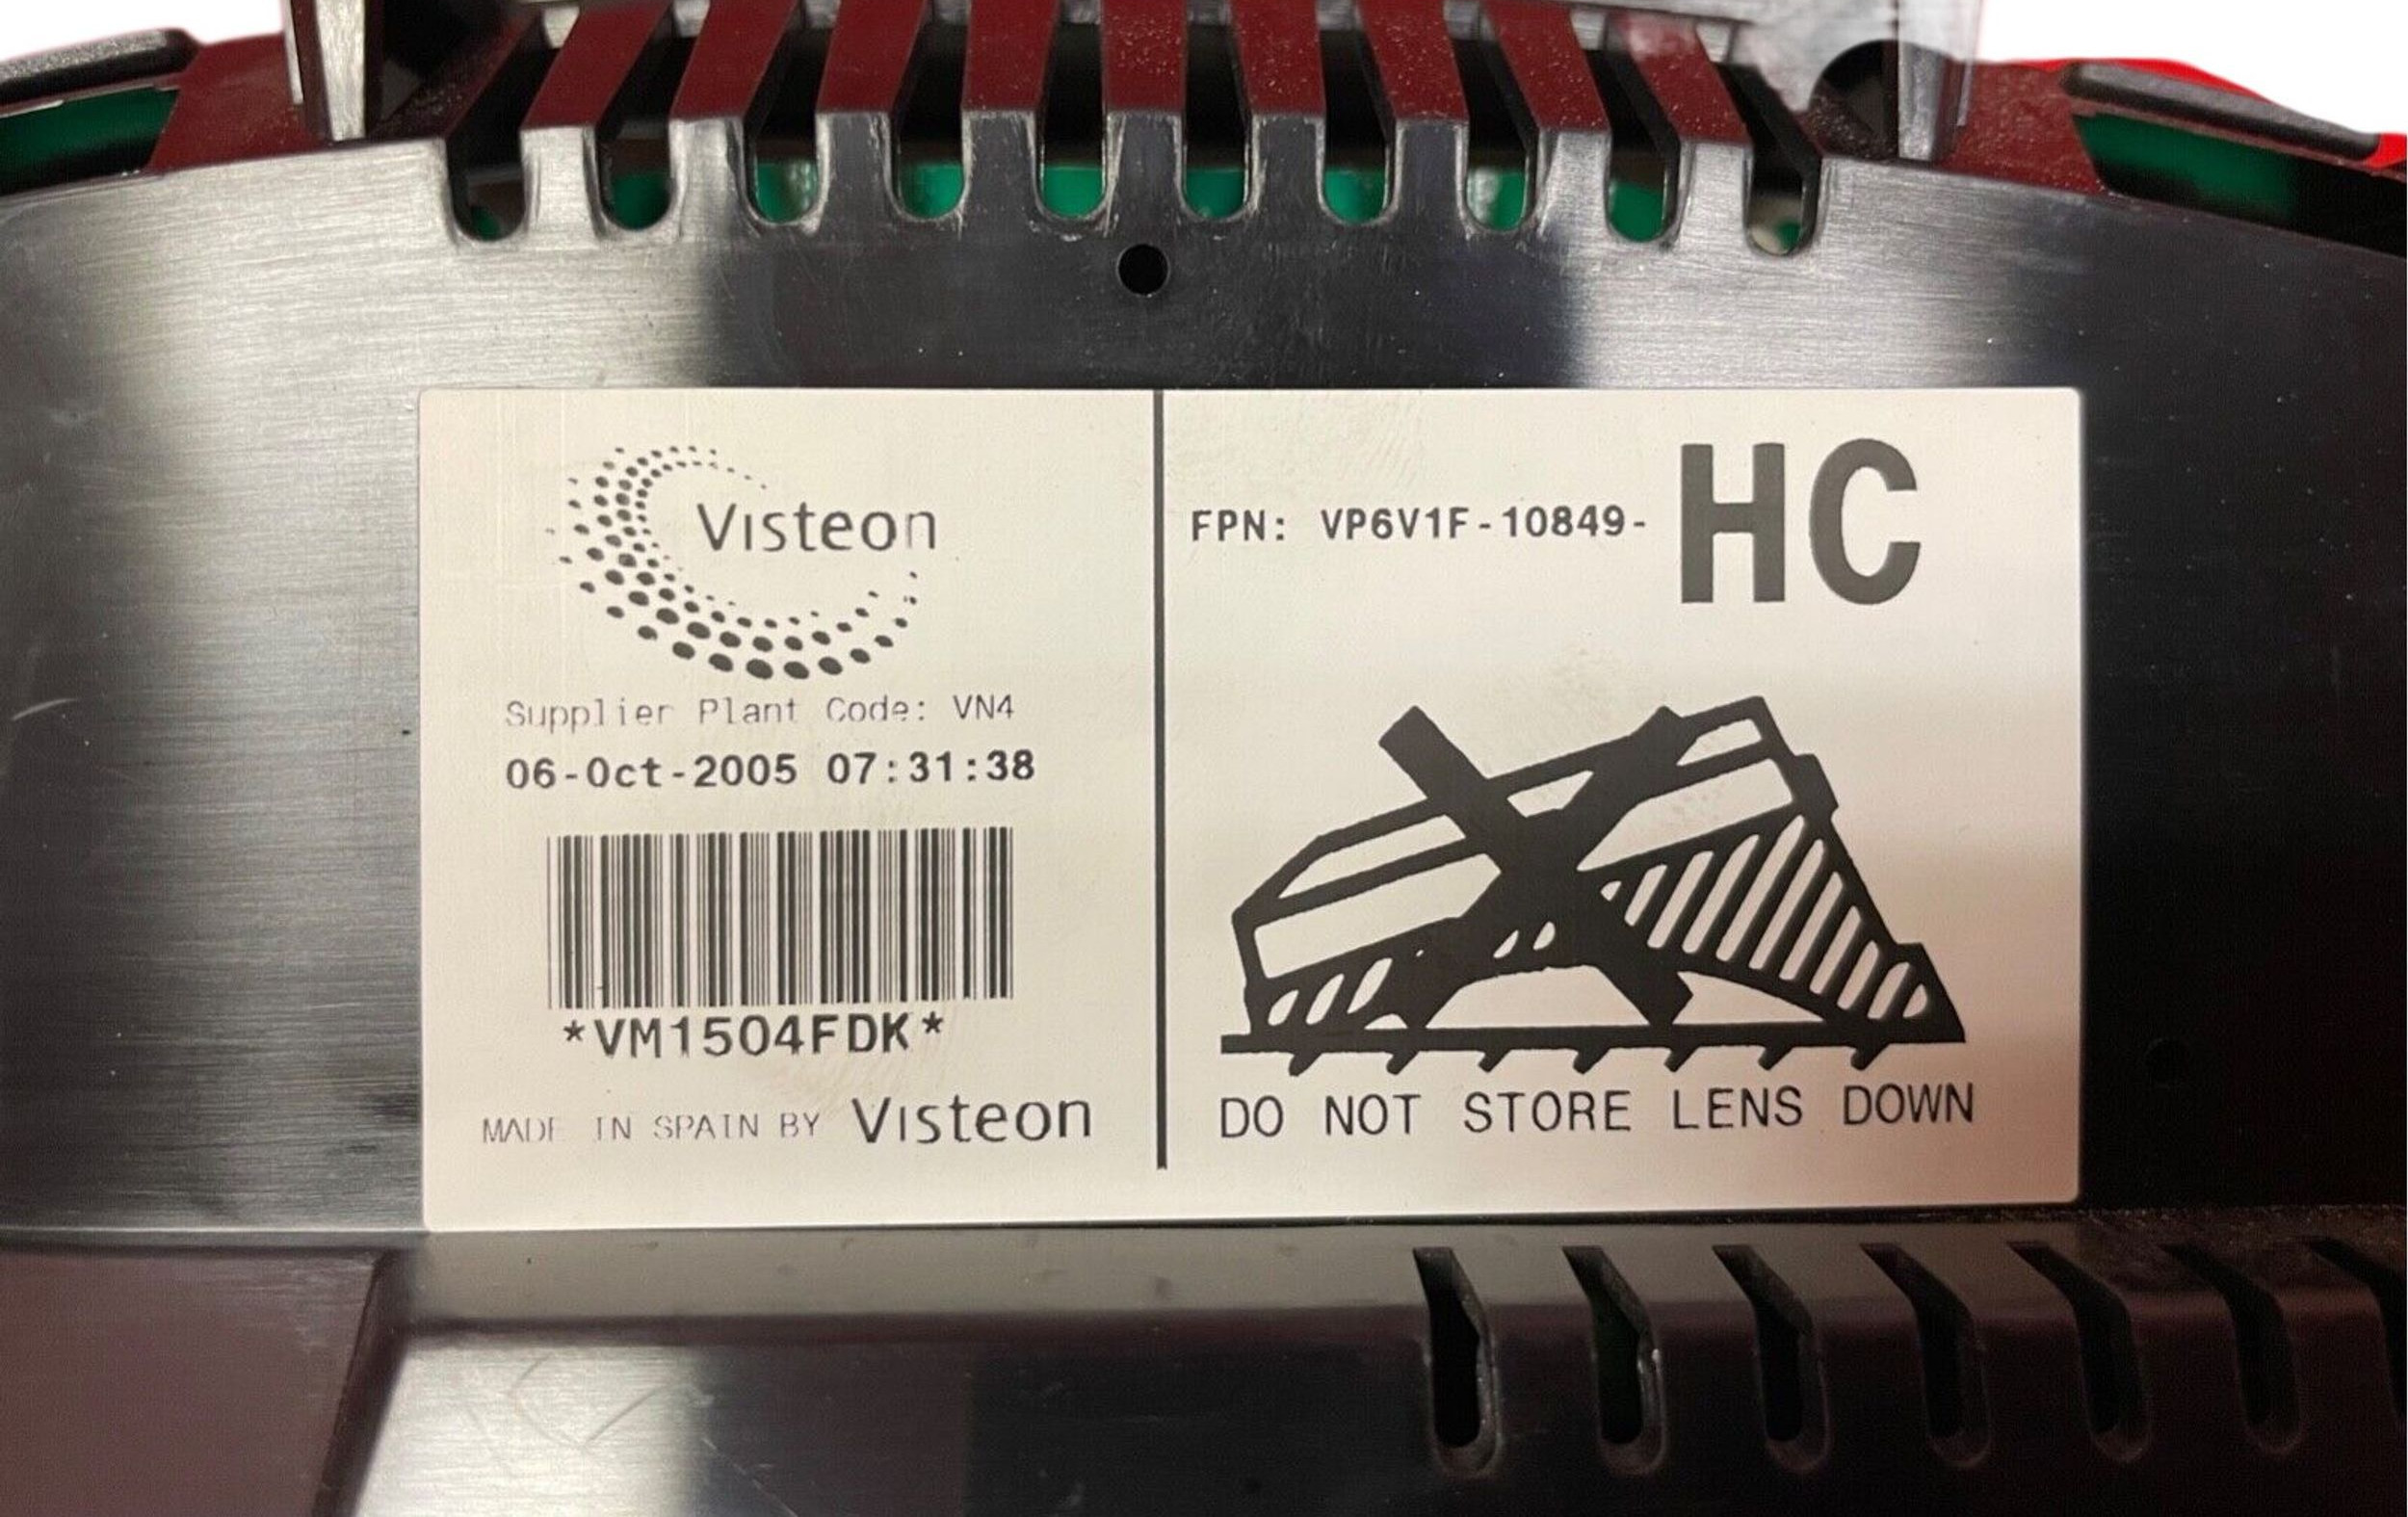 Visteon
Supplier Plant Code: VN4
06-Oct-2005 07:31:38
*VM1504FDK*
MADE IN SPAIN BY Visteon
FPN: VP6V1F-10849-HC
DO NOT STORE LENS DOWN